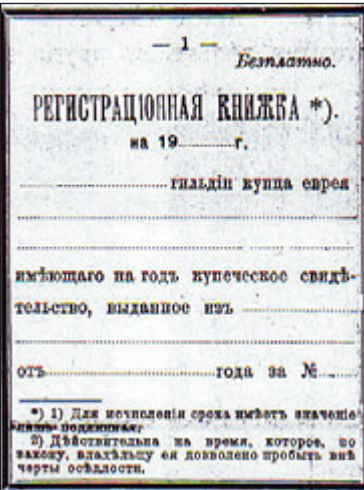 — 1 —
Безплатно.
РЕГИСТРАЦІОННАЯ КНИЖКА *).
на 19 г.
гильдіи купца еврея
имѣющаго на годъ купеческое свидѣ-
тельство, выданное изъ
отъ года за №
*) 1) Для исчисленія срока имѣетъ значеніе
поданная;
2) Дѣйствительна на время, которое, по
закону, владѣльцу ея дозволено пробыть внѣ
черты осѣдлости.